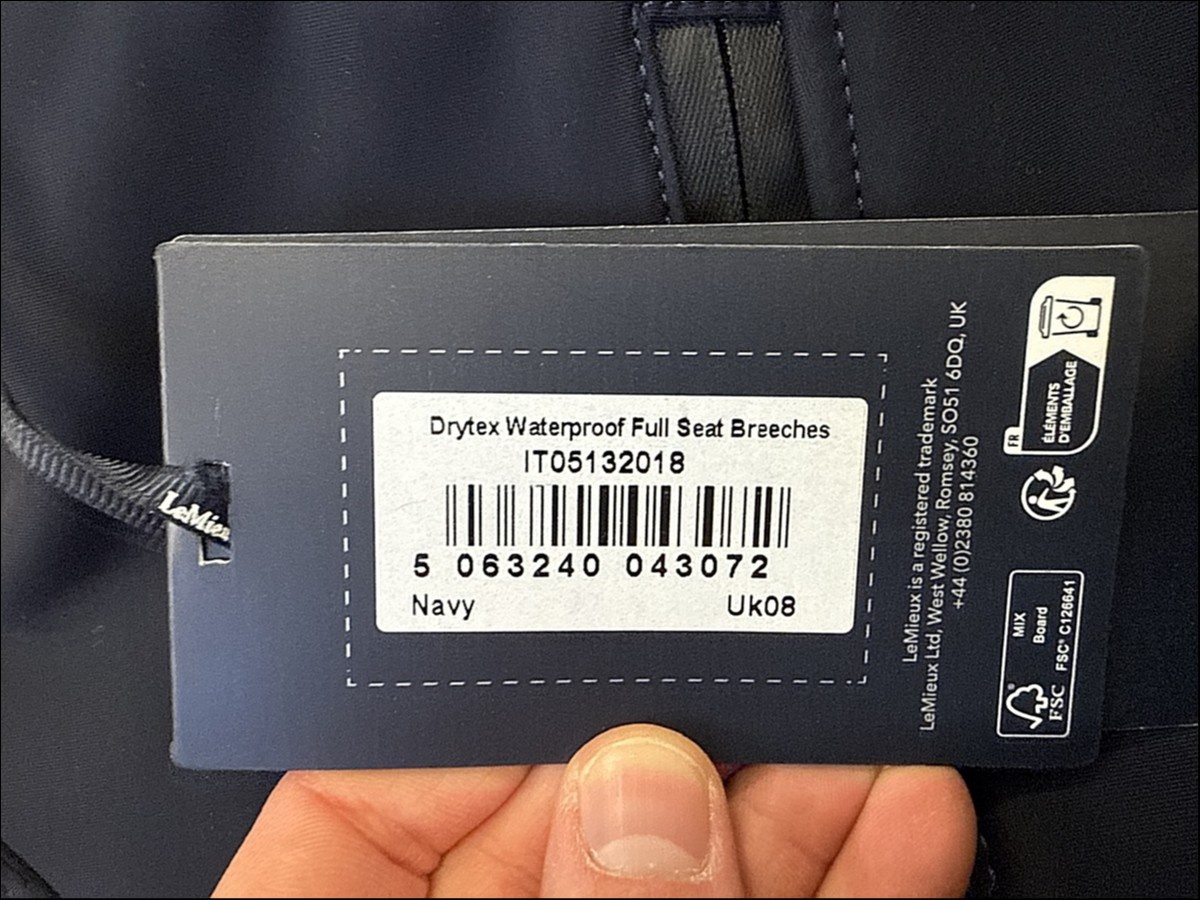 Drytex Waterproof Full Seat Breeches
IT05132018
5 063240 043072
Navy Uk08
LeMieux
LeMieux is a registered trademark
LeMieux Ltd, West Wellow, Romsey, SO51 6DQ, UK
+44 (0)2380 814360
FR
ÉLÉMENTS
D'EMBALLAGE
MIX
Board
FSC® C126641
FSC®